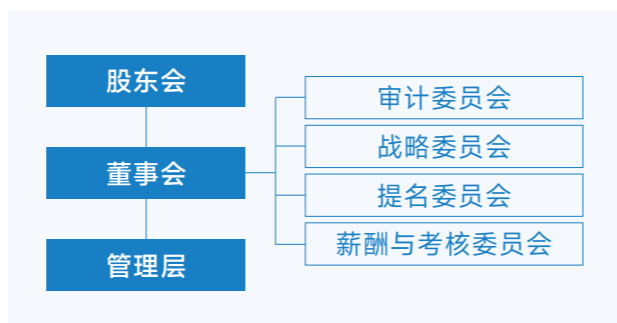 股东会
董事会
管理层
审计委员会
战略委员会
提名委员会
薪酬与考核委员会